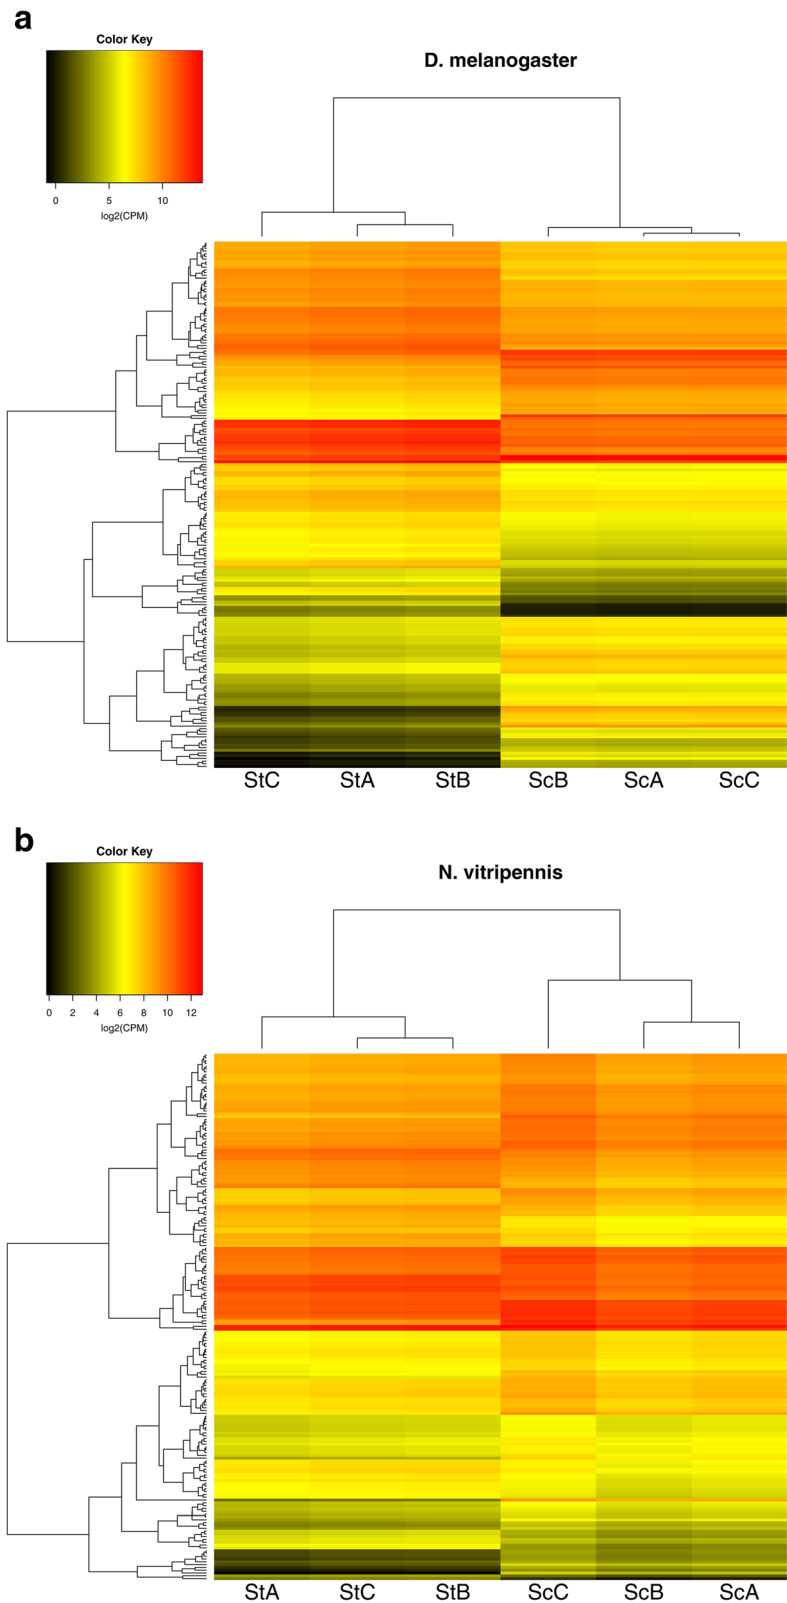 a
Color Key
D. melanogaster
0 5 10
log2(CPM)
StC StA StB ScB ScA ScC
b
Color Key
N. vitripennis
0 2 4 6 8 10 12
log2(CPM)
StA StC StB ScC ScB ScA